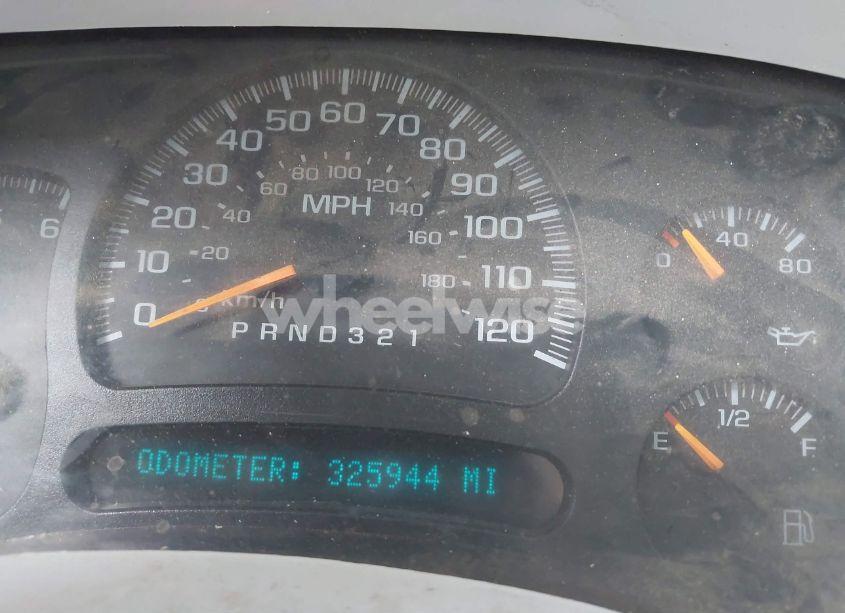 60
50 70
40 80
30 80 100 120 90
60 MPH 140
20 40 100
6 160 0 40 80
10 20 180 110
0 km/h
wheelwise
120
PRND321
E 1/2 F
ODOMETER: 325944 MI